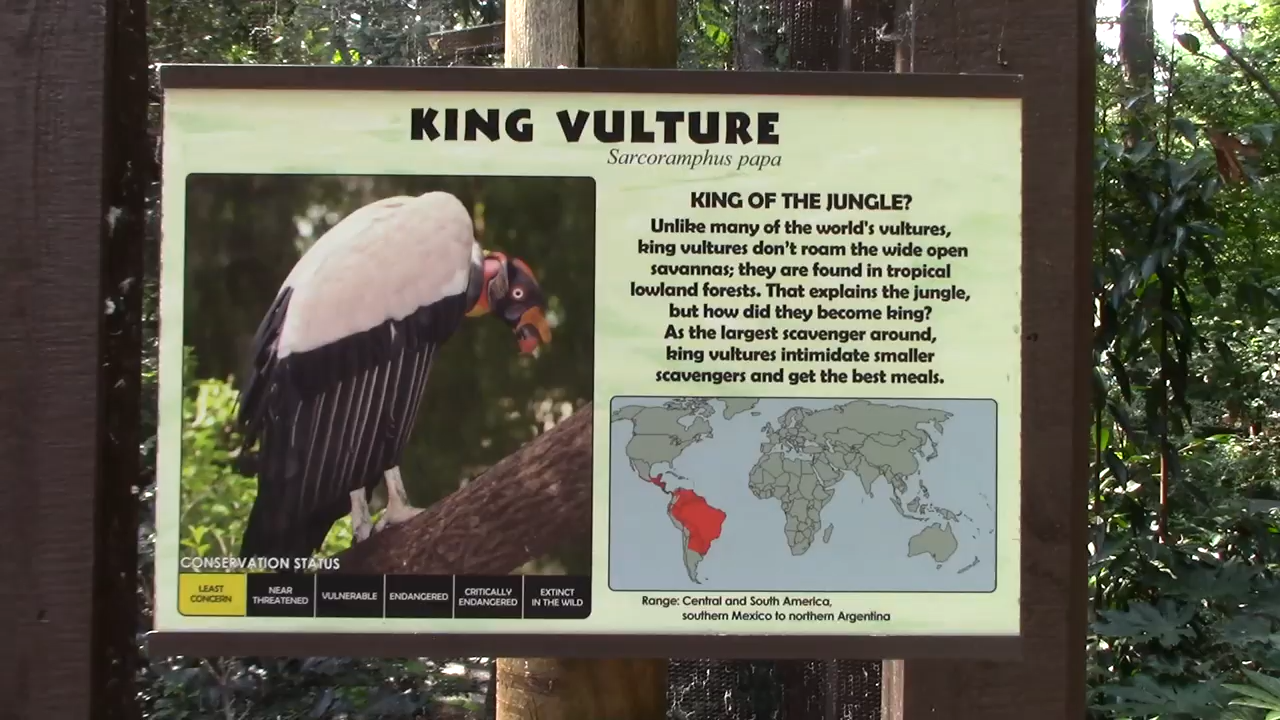 KING VULTURE
Sarcoramphus papa
KING OF THE JUNGLE?
Unlike many of the world's vultures,
king vultures don't roam the wide open
savannas; they are found in tropical
lowland forests. That explains the jungle,
but how did they become king?
As the largest scavenger around,
king vultures intimidate smaller
scavengers and get the best meals.
CONSERVATION STATUS
LEAST
CONCERN
NEAR
THREATENED
VULNERABLE
ENDANGERED
CRITICALLY
ENDANGERED
EXTINCT
IN THE WILD
Range: Central and South America,
southern Mexico to northern Argentina